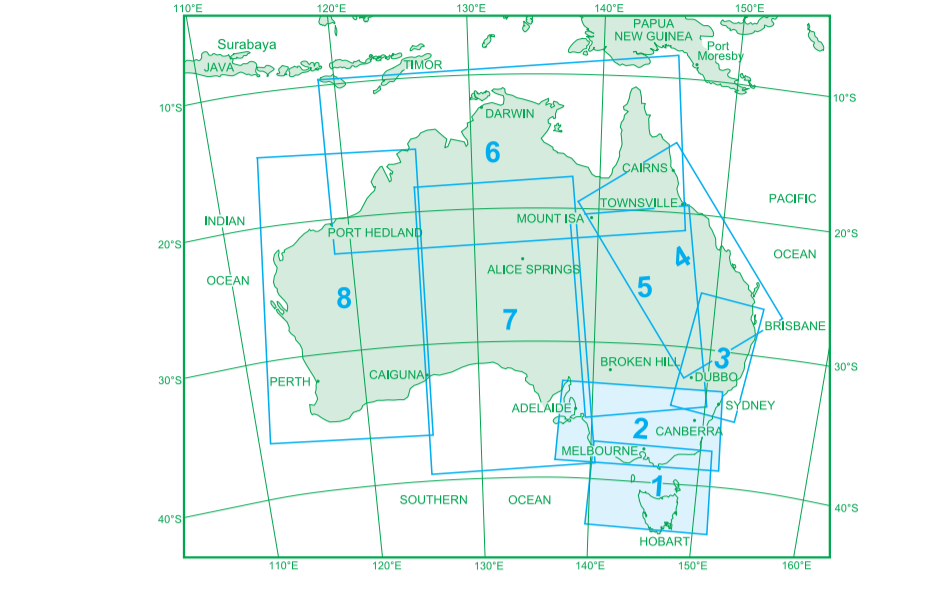 110°E 120°E 130°E 140°E 150°E
PAPUA
NEW GUINEA
Surabaya
Port
Moresby
JAVA
TIMOR
10°S
10°S
DARWIN
6
CAIRNS
PACIFIC
TOWNSVILLE
INDIAN
MOUNT ISA
PORT HEDLAND
20°S
20°S
OCEAN
4
ALICE SPRINGS
OCEAN
5
8
7
BRISBANE
3
BROKEN HILL
30°S
CAIGUNA
DUBBO
PERTH
30°S
ADELAIDE
SYDNEY
2
CANBERRA
MELBOURNE
1
SOUTHERN OCEAN
40°S
40°S
HOBART
110°E 120°E 130°E 140°E 150°E 160°E